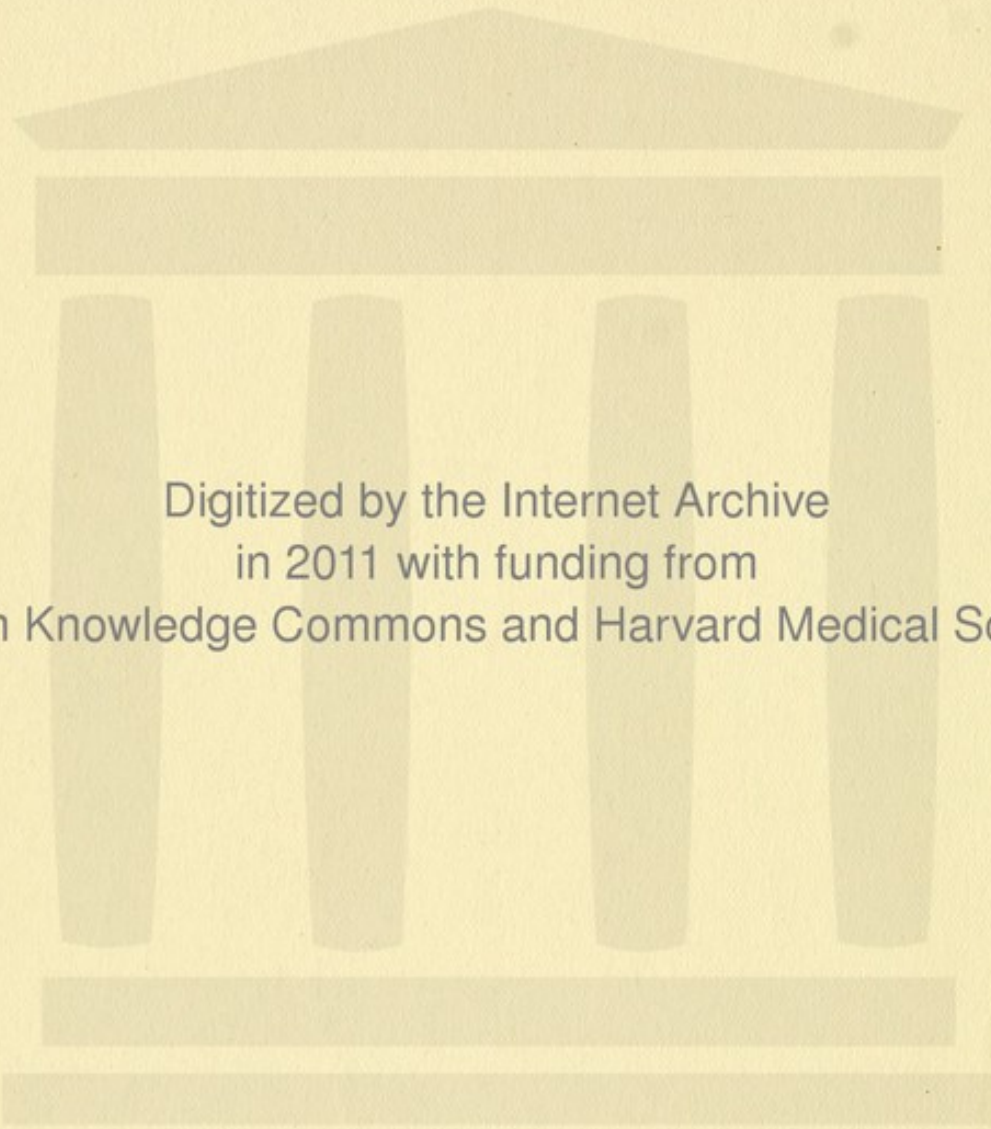 Digitized by the Internet Archive
in 2011 with funding from
Knowledge Commons and Harvard Medical